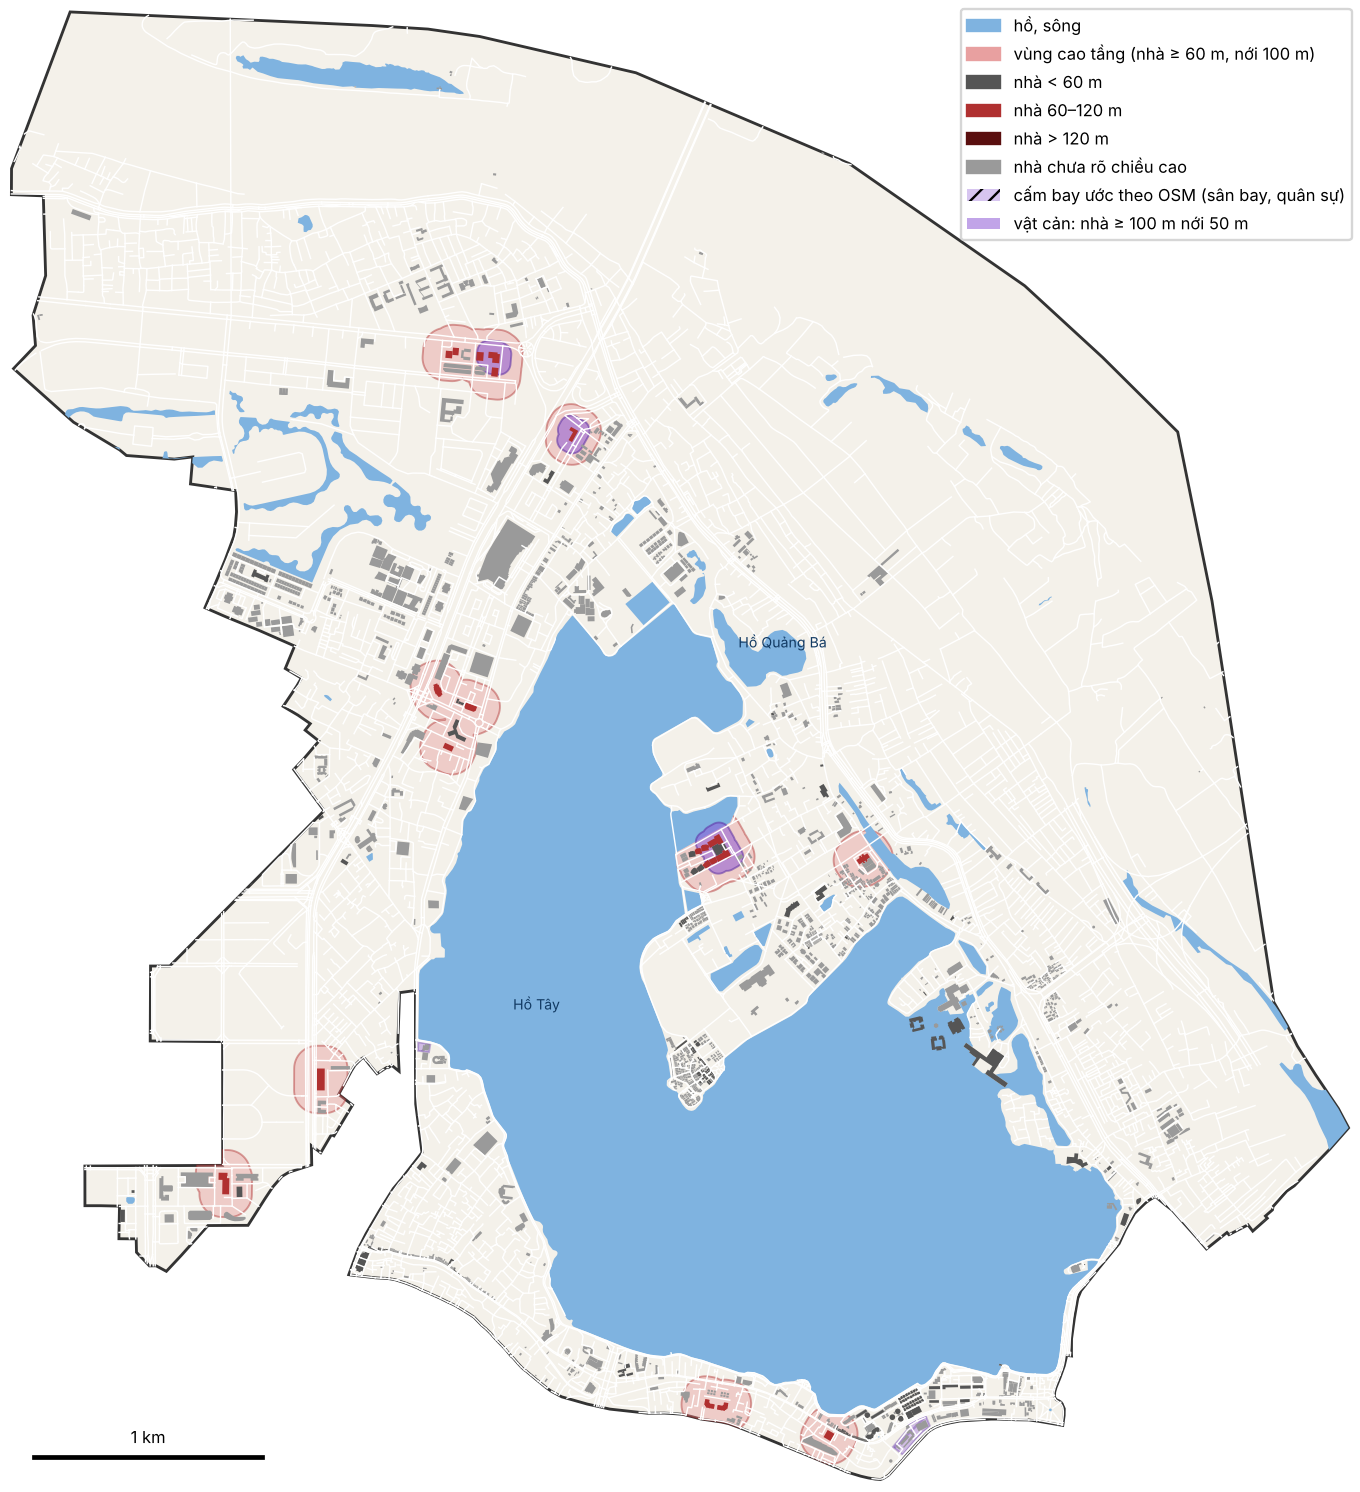 hồ, sông
vùng cao tầng (nhà ≥ 60 m, nới 100 m)
nhà < 60 m
nhà 60–120 m
nhà > 120 m
nhà chưa rõ chiều cao
cấm bay ước theo OSM (sân bay, quân sự)
vật cản: nhà ≥ 100 m nới 50 m
Hồ Quảng Bá
Hồ Tây
1 km